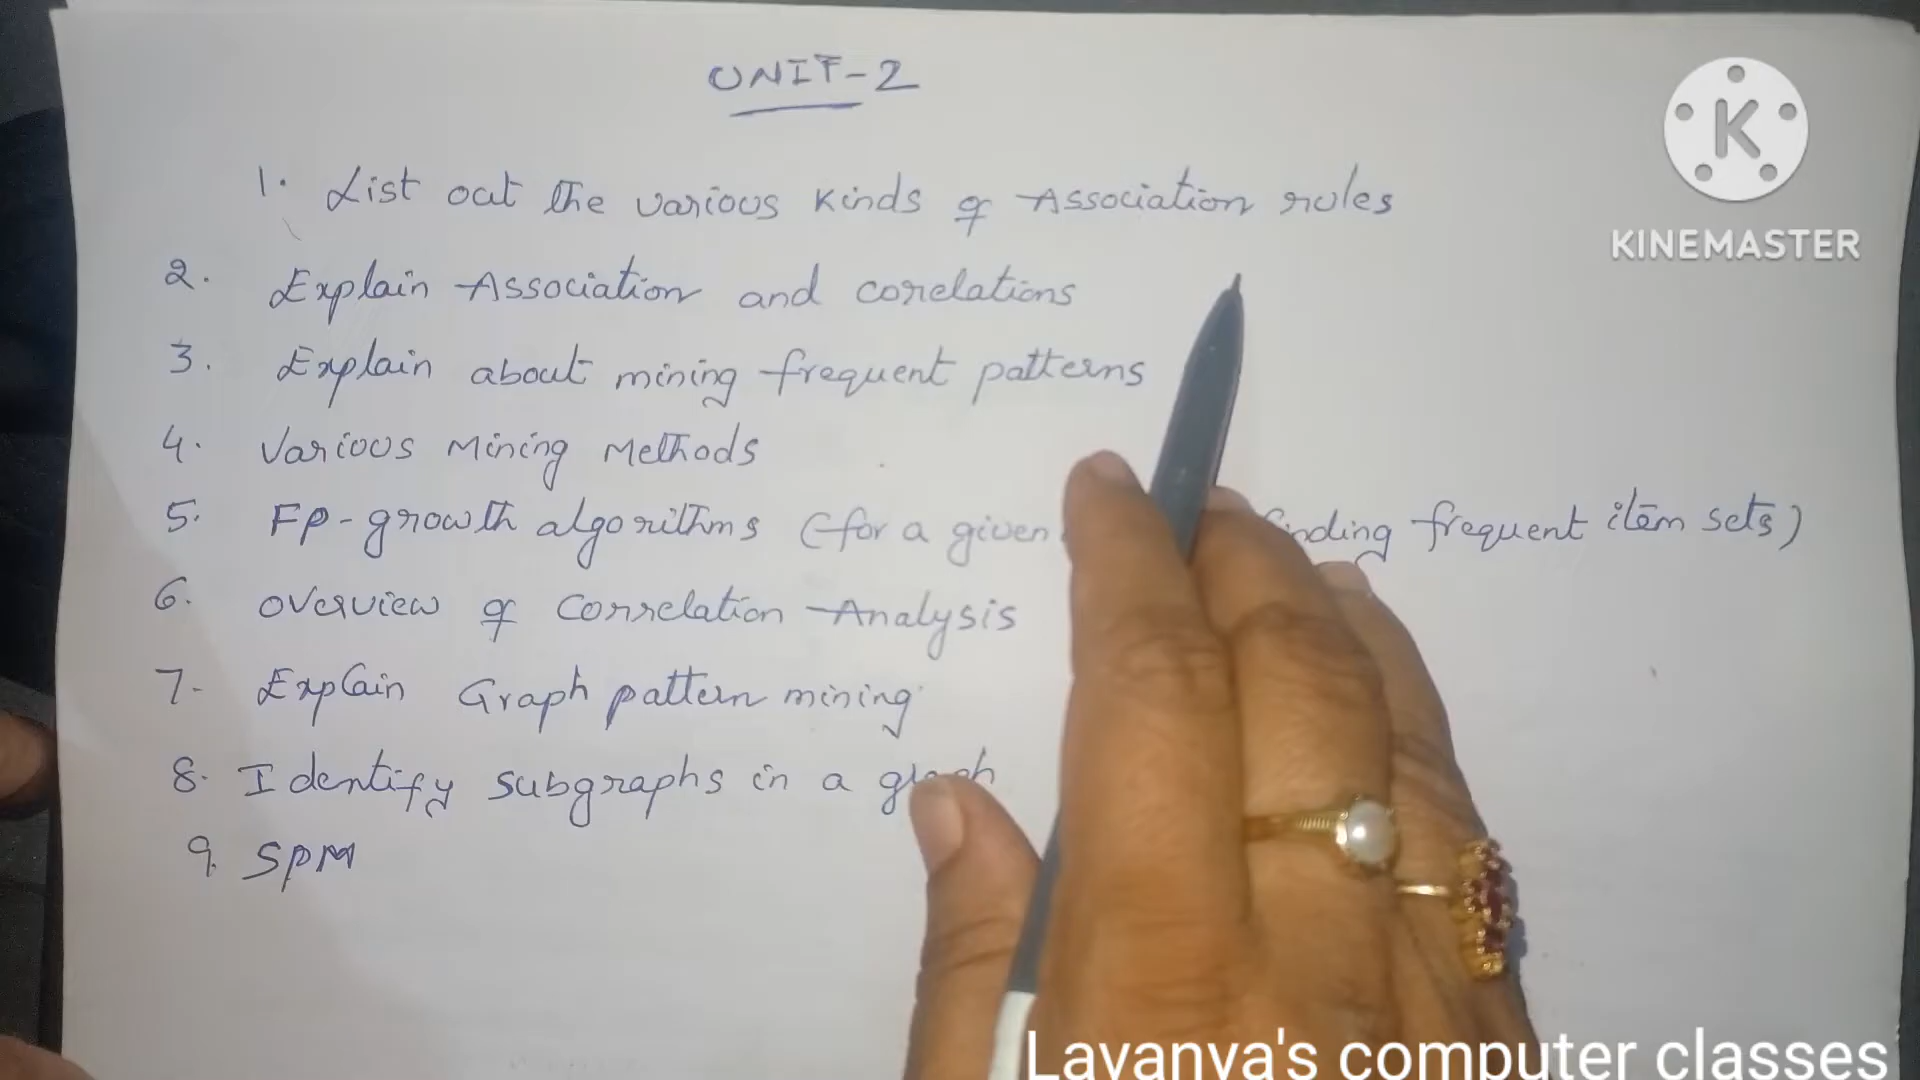 UNIT-2
1. List out the various kinds of Association rules
2. Explain Association and corelations
3. Explain about mining frequent patterns
4. Various Mining Methods
5. FP-growth algorithms (for a given frequent item sets)
6. Overview of Correlation Analysis
7- Explain Graph pattern mining
8. Identify subgraphs in a graph
9. SPM
K
KINEMASTER
Lavanya's computer classes